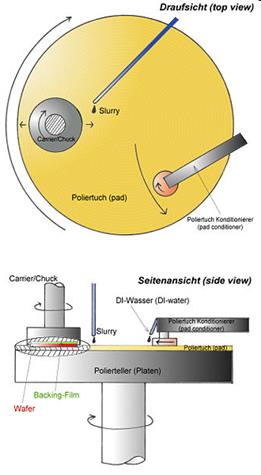 Draufsicht (top view)
Slurry
Carrier/Chuck
Poliertuch (pad)
Poliertuch Konditionierer
(pad conditioner)
Carrier/Chuck
Seitenansicht (side view)
DI-Wasser (DI-water)
Slurry
Poliertuch Konditionierer
(pad conditioner)
Poliertuch (pad)
Polierteller (Platen)
Backing-Film
Wafer